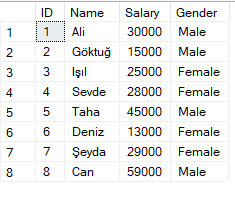 ID Name Salary Gender
1 1 Ali 30000 Male
2 2 Göktuğ 15000 Male
3 3 Işıl 25000 Female
4 4 Sevde 28000 Female
5 5 Taha 45000 Male
6 6 Deniz 13000 Female
7 7 Şeyda 29000 Female
8 8 Can 59000 Male